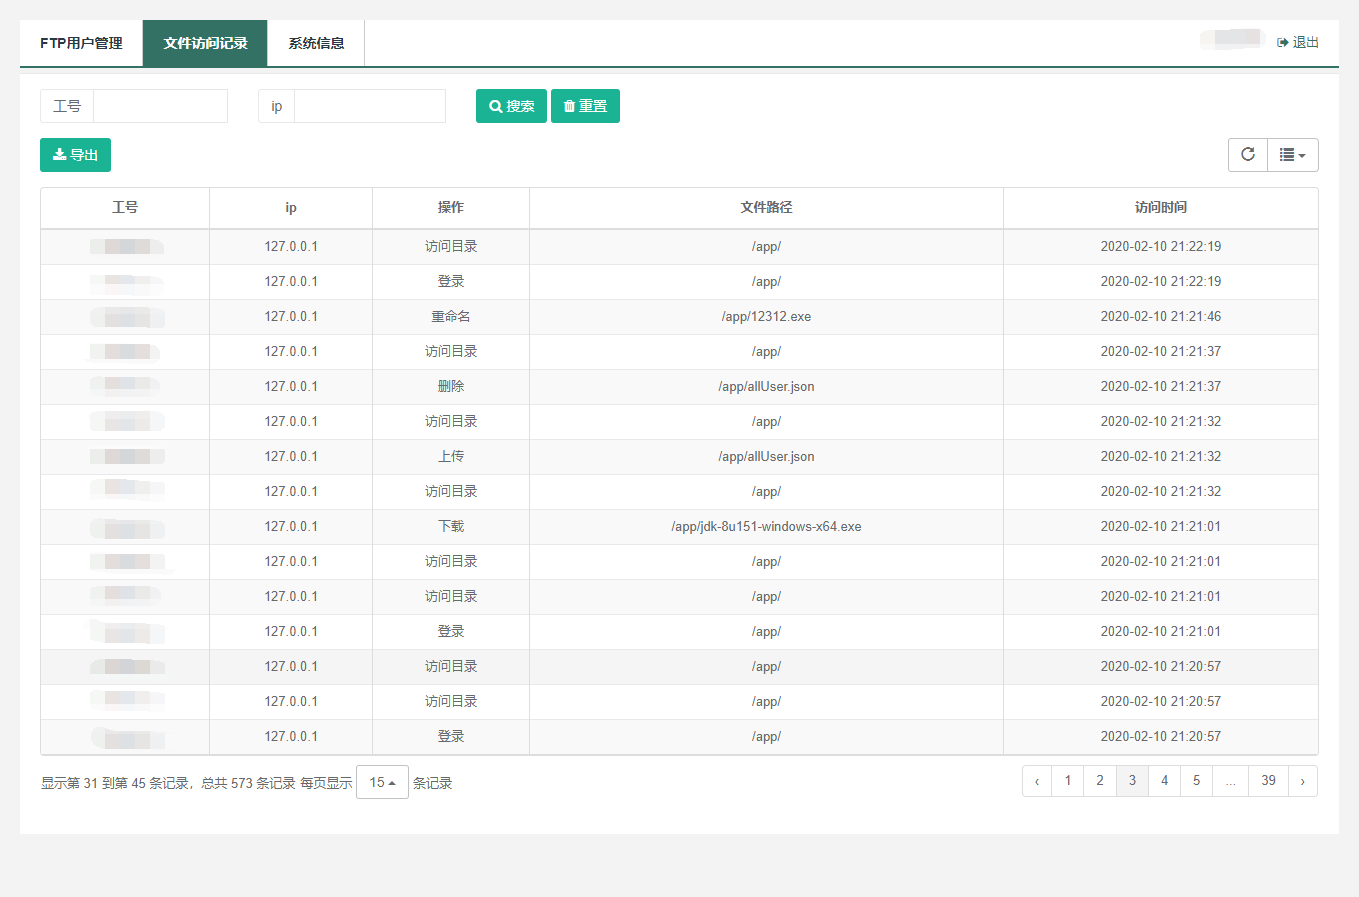 FTP用户管理 文件访问记录 系统信息 退出
工号 ip 搜索 重置
导出
工号 ip 操作 文件路径 访问时间
127.0.0.1 访问目录 /app/ 2020-02-10 21:22:19
127.0.0.1 登录 /app/ 2020-02-10 21:22:19
127.0.0.1 重命名 /app/12312.exe 2020-02-10 21:21:46
127.0.0.1 访问目录 /app/ 2020-02-10 21:21:37
127.0.0.1 删除 /app/allUser.json 2020-02-10 21:21:37
127.0.0.1 访问目录 /app/ 2020-02-10 21:21:32
127.0.0.1 上传 /app/allUser.json 2020-02-10 21:21:32
127.0.0.1 访问目录 /app/ 2020-02-10 21:21:32
127.0.0.1 下载 /app/jdk-8u151-windows-x64.exe 2020-02-10 21:21:01
127.0.0.1 访问目录 /app/ 2020-02-10 21:21:01
127.0.0.1 访问目录 /app/ 2020-02-10 21:21:01
127.0.0.1 登录 /app/ 2020-02-10 21:21:01
127.0.0.1 访问目录 /app/ 2020-02-10 21:20:57
127.0.0.1 访问目录 /app/ 2020-02-10 21:20:57
127.0.0.1 登录 /app/ 2020-02-10 21:20:57
显示第 31 到第 45 条记录，总共 573 条记录 每页显示 15 条记录 ‹ 1 2 3 4 5 ... 39 ›